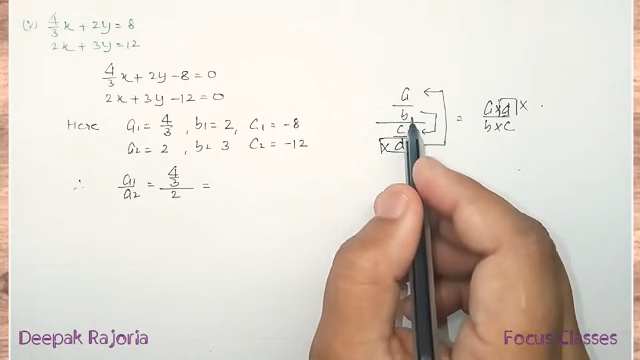 (v) 4/3 x + 2y = 8
2x + 3y = 12
4/3 x + 2y - 8 = 0
2x + 3y - 12 = 0
Here a1 = 4/3, b1 = 2, C1 = -8
a2 = 2, b2 3 C2 = -12
∴ a1/a2 = 4/3 / 2 =
a
b
c
x d
= a x d / b x c x
Deepak Rajoria
Focus Classes